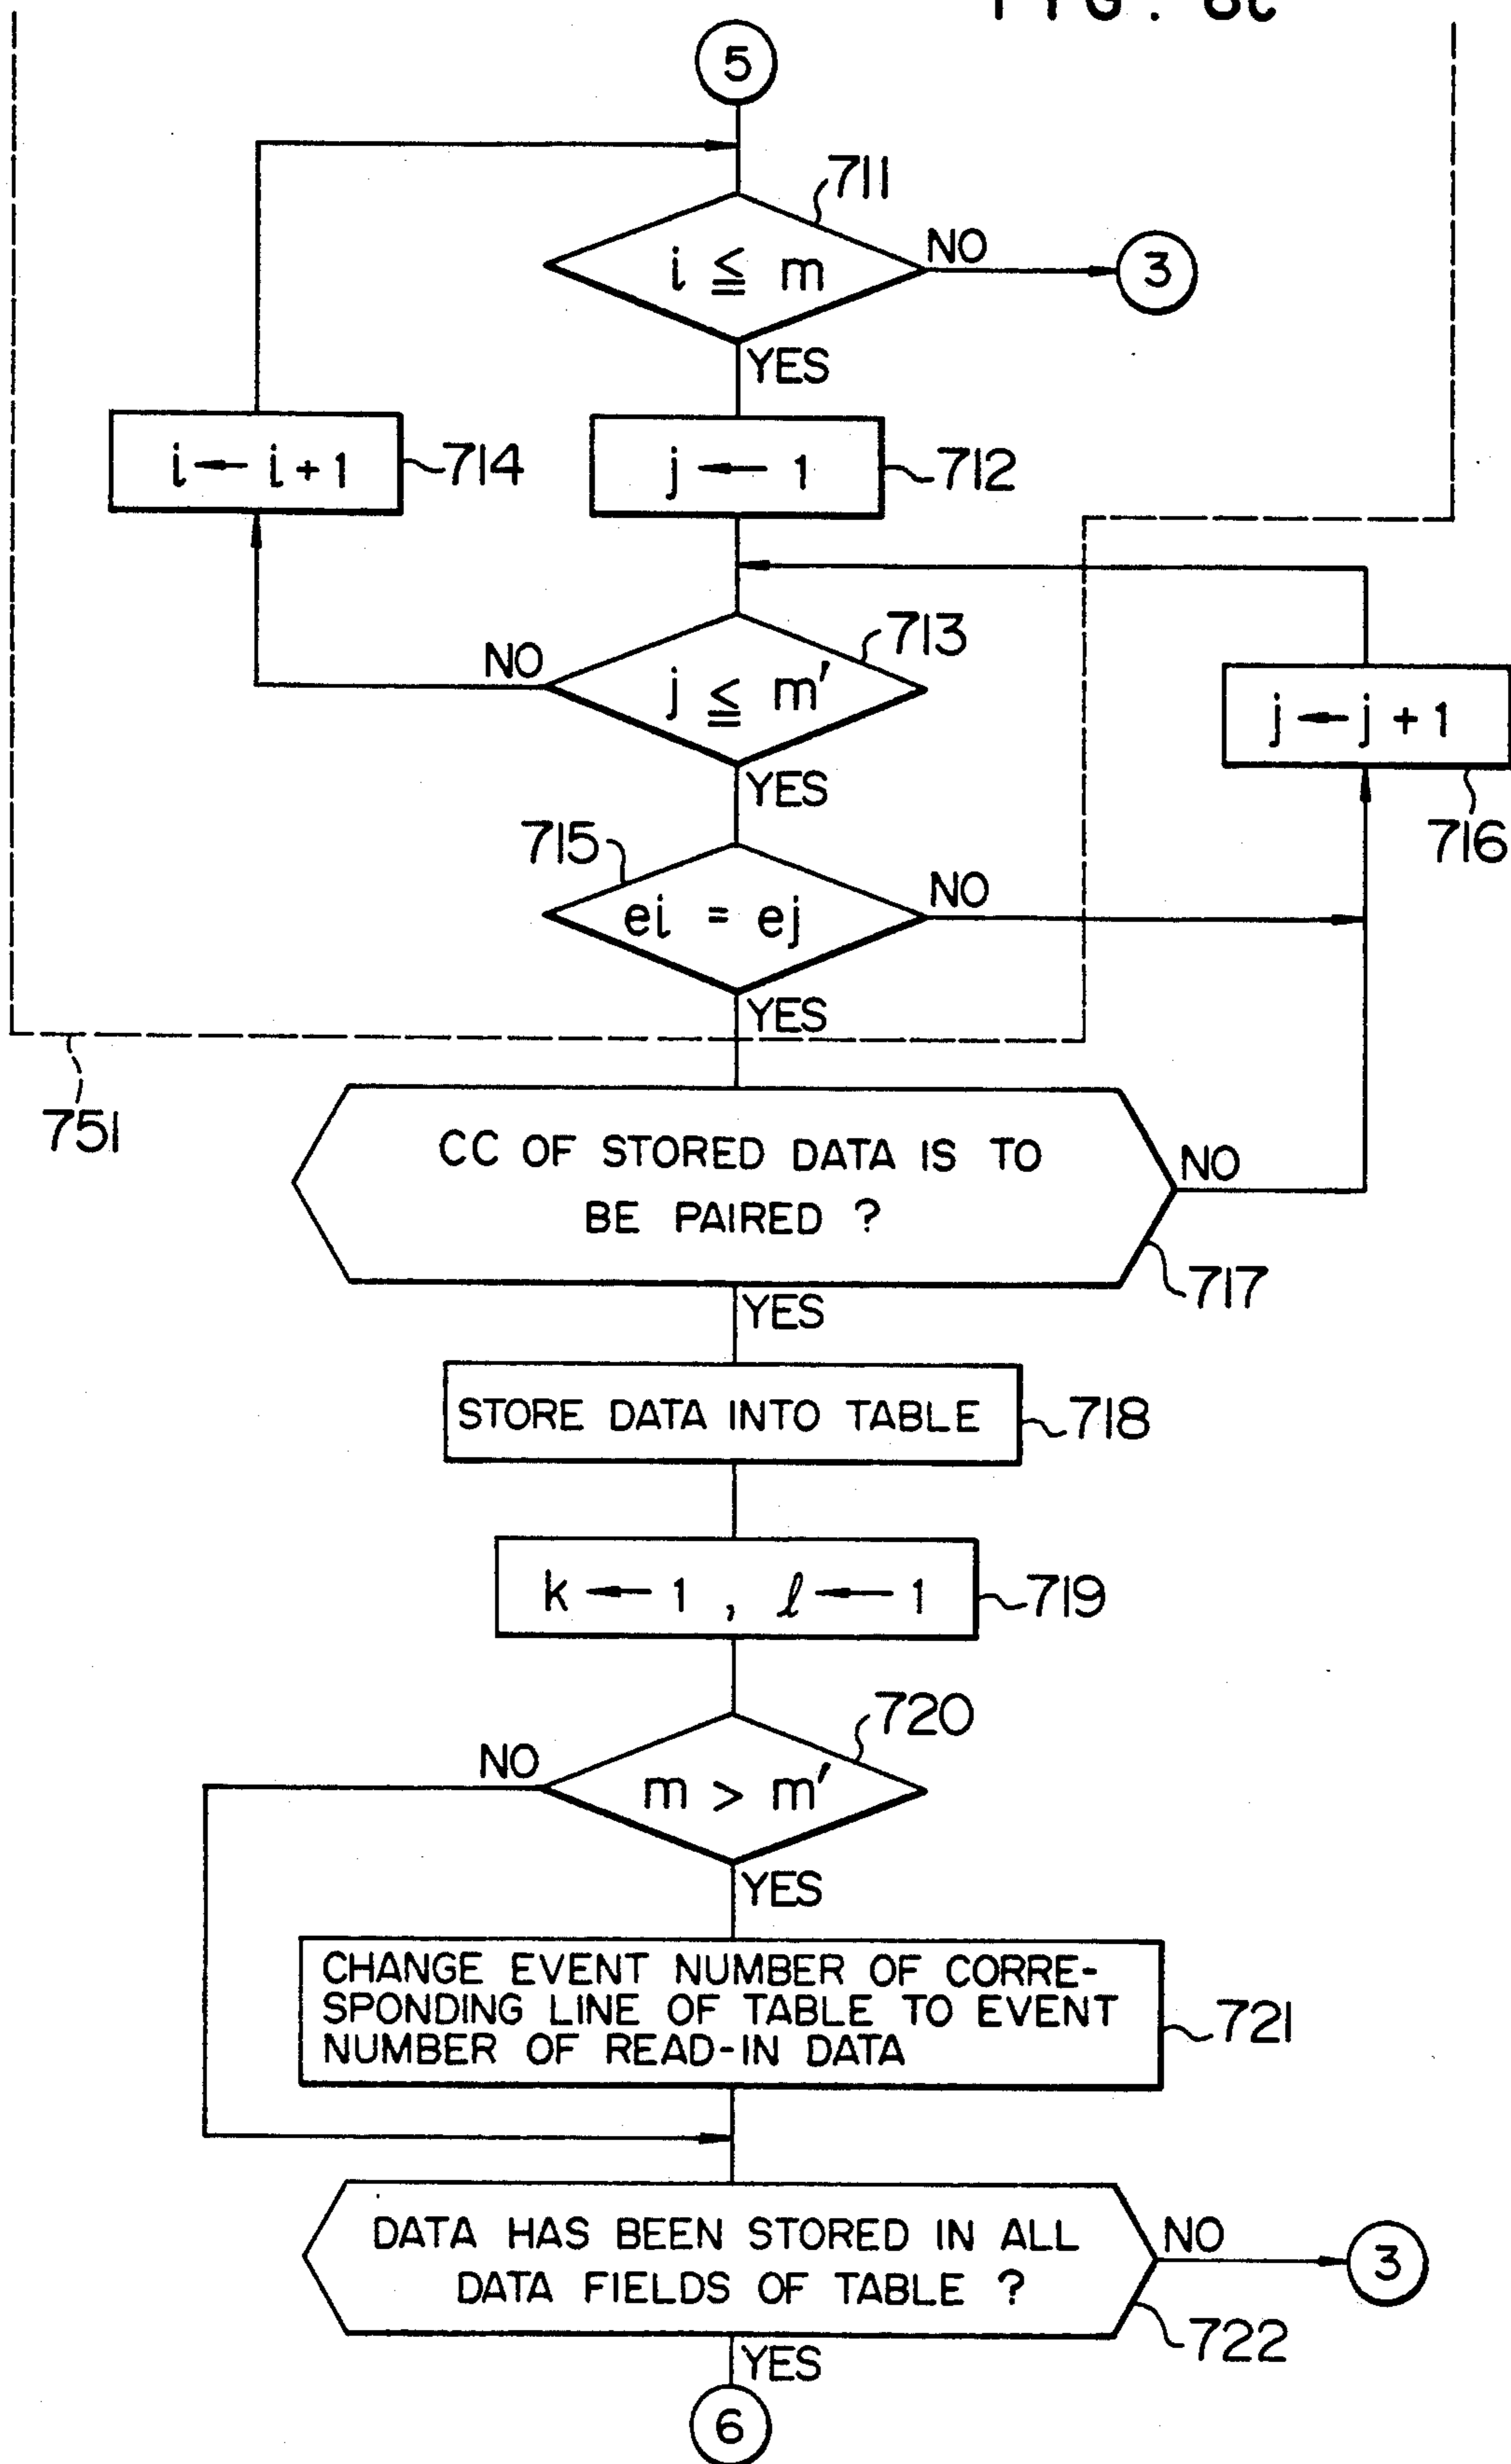 FIG. 8c
5
711
i ≦ m
NO
3
YES
i ← i + 1
714
j ← 1
712
713
NO
j ≦ m'
j ← j + 1
YES
716
715
ei = ej
NO
YES
751
CC OF STORED DATA IS TO
BE PAIRED ?
NO
717
YES
STORE DATA INTO TABLE
718
k ← 1 , ℓ ← 1
719
720
NO
m > m'
YES
CHANGE EVENT NUMBER OF CORRE-
SPONDING LINE OF TABLE TO EVENT
NUMBER OF READ-IN DATA
721
DATA HAS BEEN STORED IN ALL
DATA FIELDS OF TABLE ?
NO
3
722
YES
6